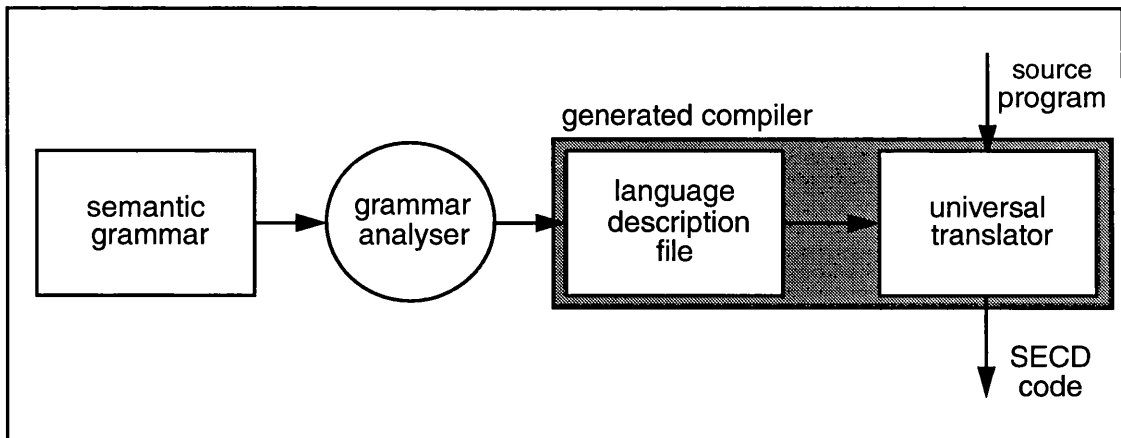 source
program
generated compiler
semantic
grammar
grammar
analyser
language
description
file
universal
translator
SECD
code